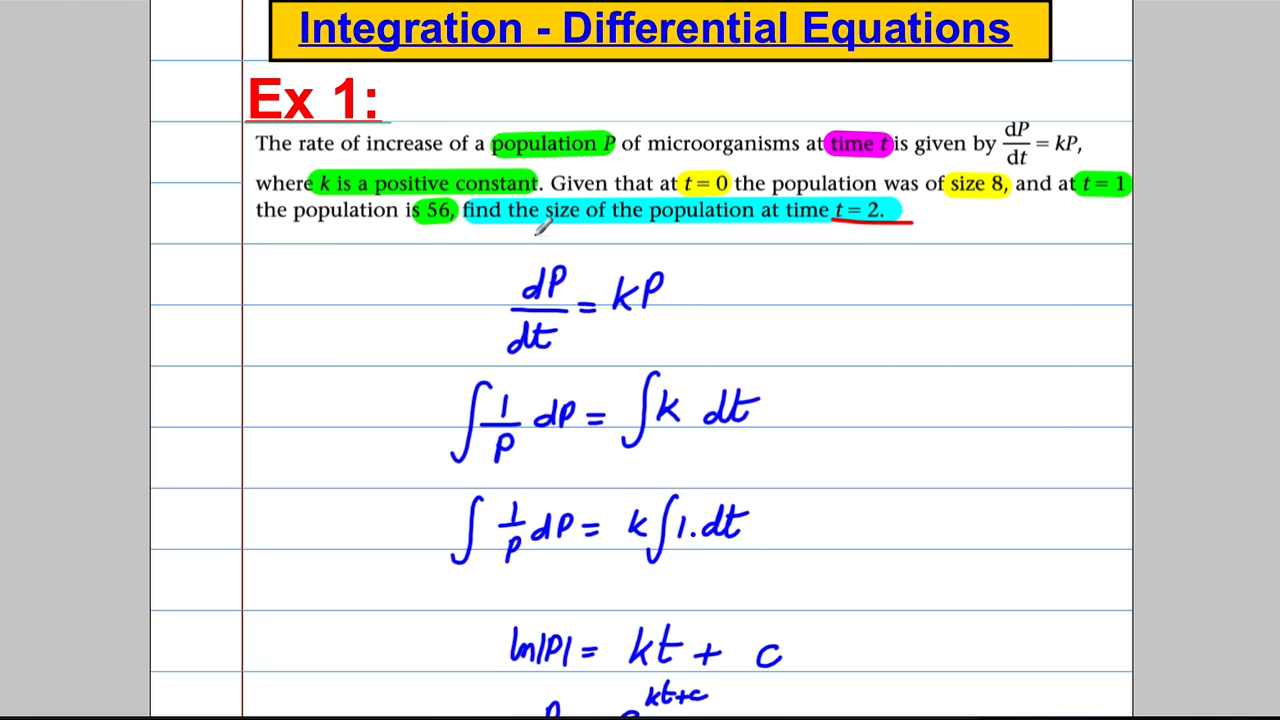 Integration - Differential Equations
Ex 1:
The rate of increase of a population P of microorganisms at time t is given by dP/dt = kP,
where k is a positive constant. Given that at t = 0 the population was of size 8, and at t = 1
the population is 56, find the size of the population at time t = 2.
dP/dt = kP
∫ 1/P dP = ∫ k dt
∫ 1/P dP = k ∫ 1. dt
ln|P| = kt + c
kt+c